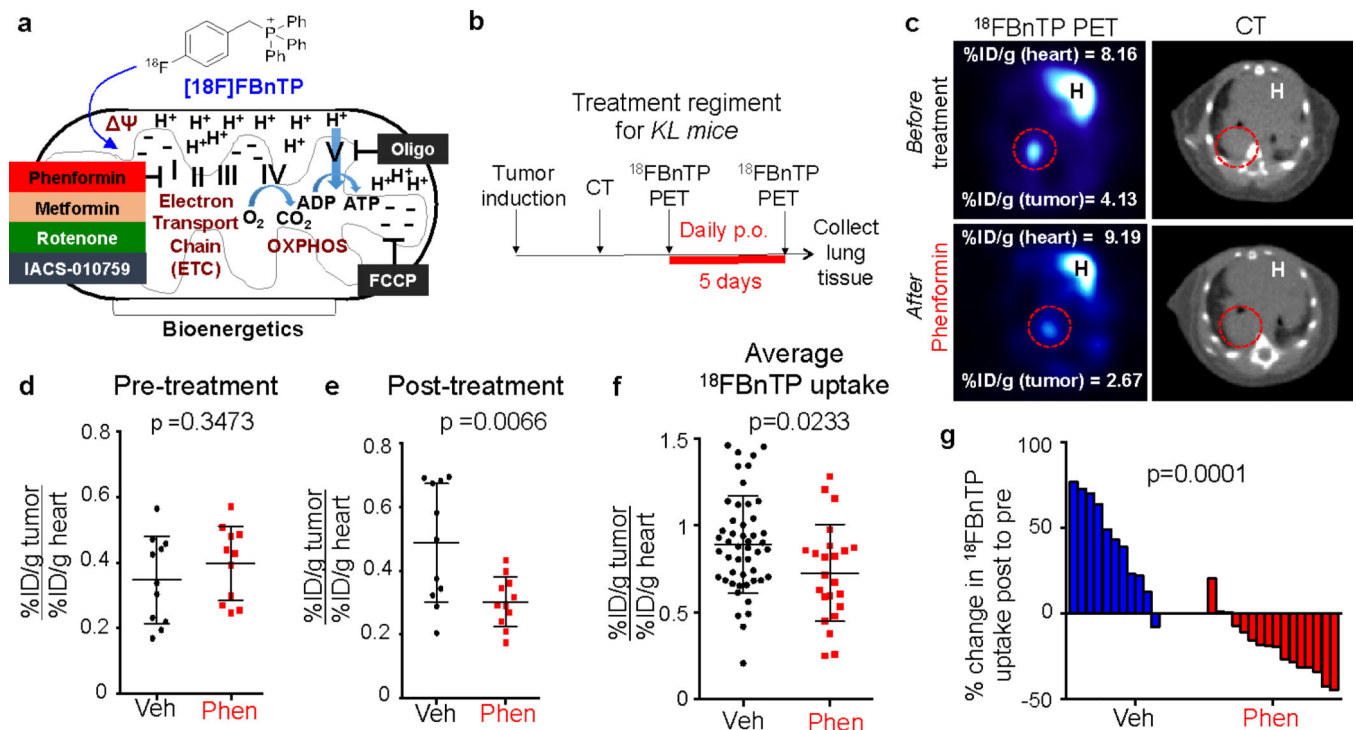 a
P+
Ph
Ph
Ph
18F
[18F]FBnTP
ΔΨ
H+ H+ H+ H+ H+ H+
H+ H+ H+
- - - - - -
I II III IV V
Oligo
Phenformin
Metformin
Rotenone
IACS-010759
Electron
Transport
Chain
(ETC)
O2 CO2
ADP ATP
OXPHOS
H+ H+ H+
FCCP
Bioenergetics
b
Treatment regiment
for KL mice
Tumor
induction
CT
18FBnTP
PET
18FBnTP
PET
Daily p.o.
5 days
Collect
lung
tissue
c
18FBnTP PET
CT
Before
treatment
%ID/g (heart) = 8.16
H
%ID/g (tumor)= 4.13
H
After
Phenformin
%ID/g (heart) = 9.19
H
%ID/g (tumor) = 2.67
H
d
Pre-treatment
p =0.3473
%ID/g tumor
%ID/g heart
0.8
0.6
0.4
0.2
0
Veh
Phen
e
Post-treatment
p =0.0066
%ID/g tumor
%ID/g heart
0.8
0.6
0.4
0.2
0
Veh
Phen
f
Average
18FBnTP uptake
p=0.0233
%ID/g tumor
%ID/g heart
1.5
1
0.5
0
Veh
Phen
g
p=0.0001
% change in 18FBnTP
uptake post to pre
100
50
0
-50
Veh
Phen